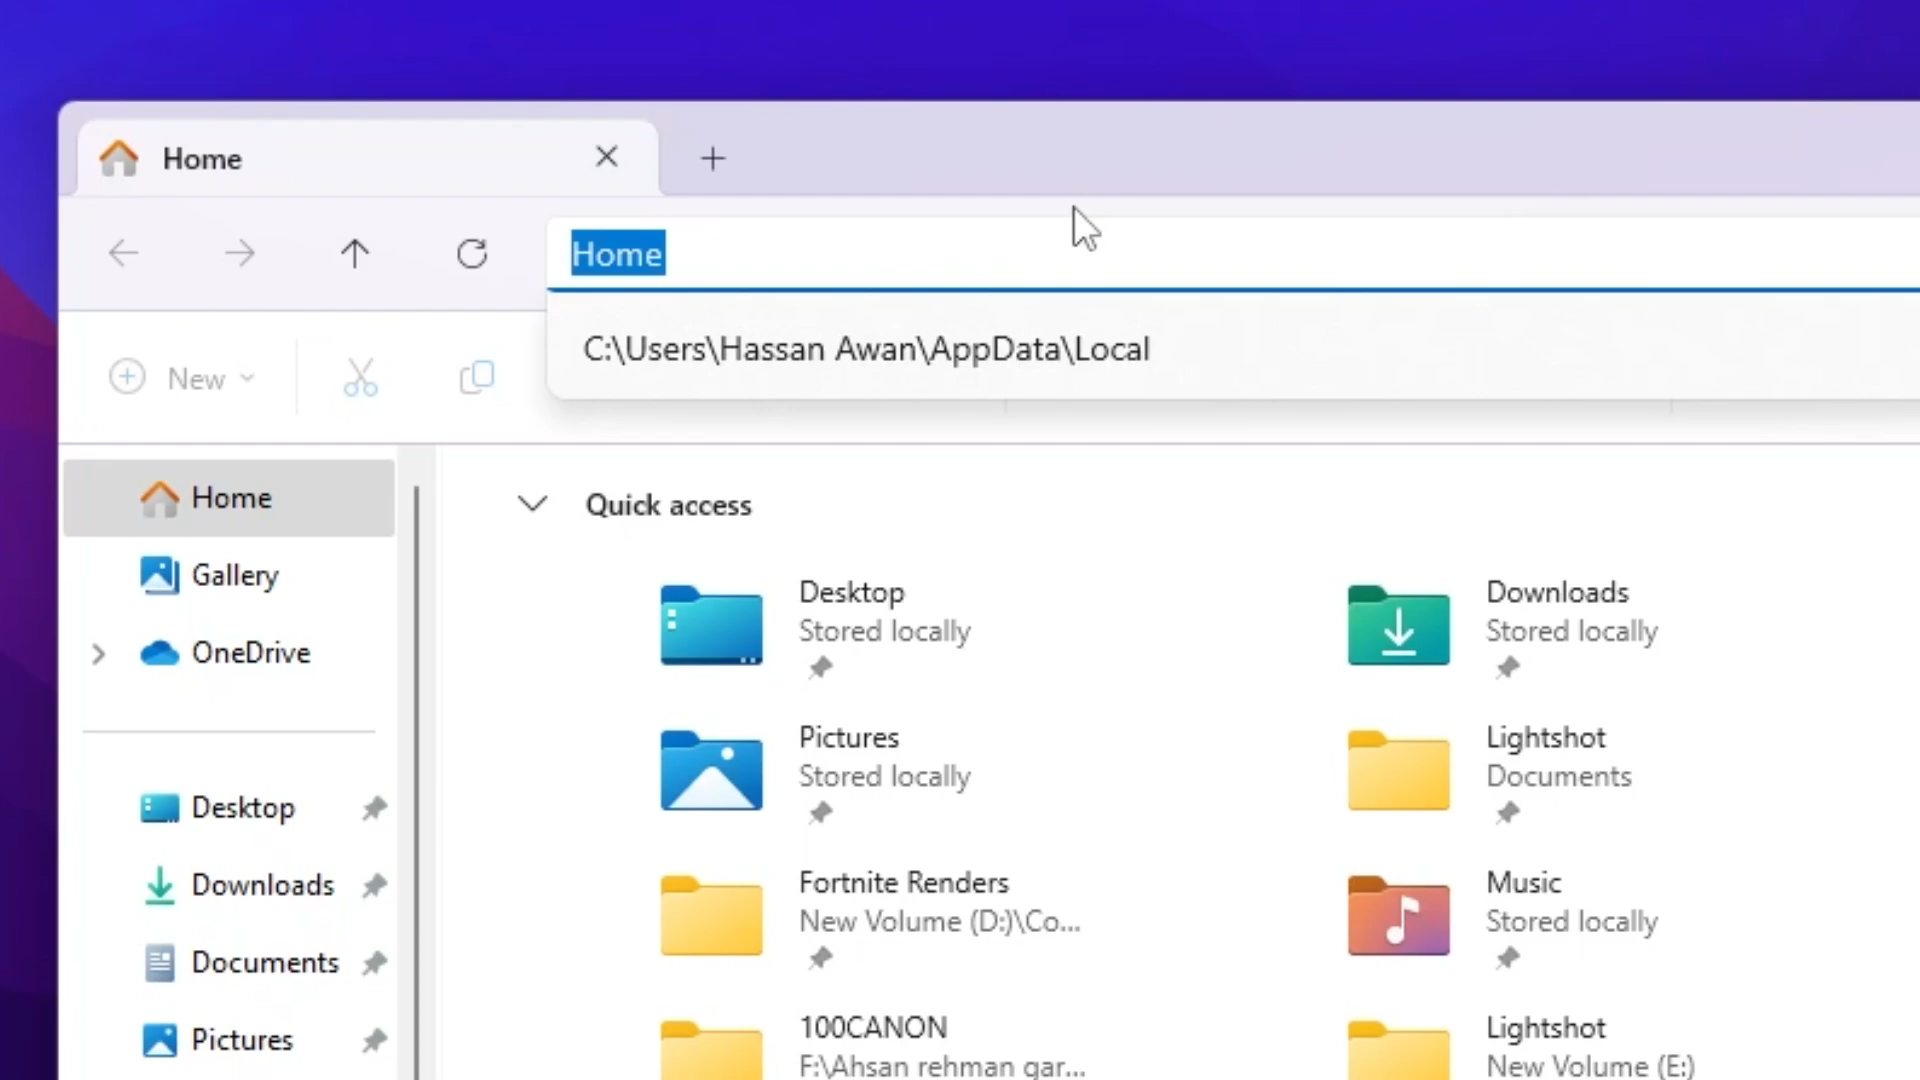 Home
Home
C:\Users\Hassan Awan\AppData\Local
New
Home
Gallery
OneDrive
Desktop
Downloads
Documents
Pictures
Quick access
Desktop
Stored locally
Downloads
Stored locally
Pictures
Stored locally
Lightshot
Documents
Fortnite Renders
New Volume (D:)\Co...
Music
Stored locally
100CANON
F:\Ahsan rehman gar...
Lightshot
New Volume (E:)